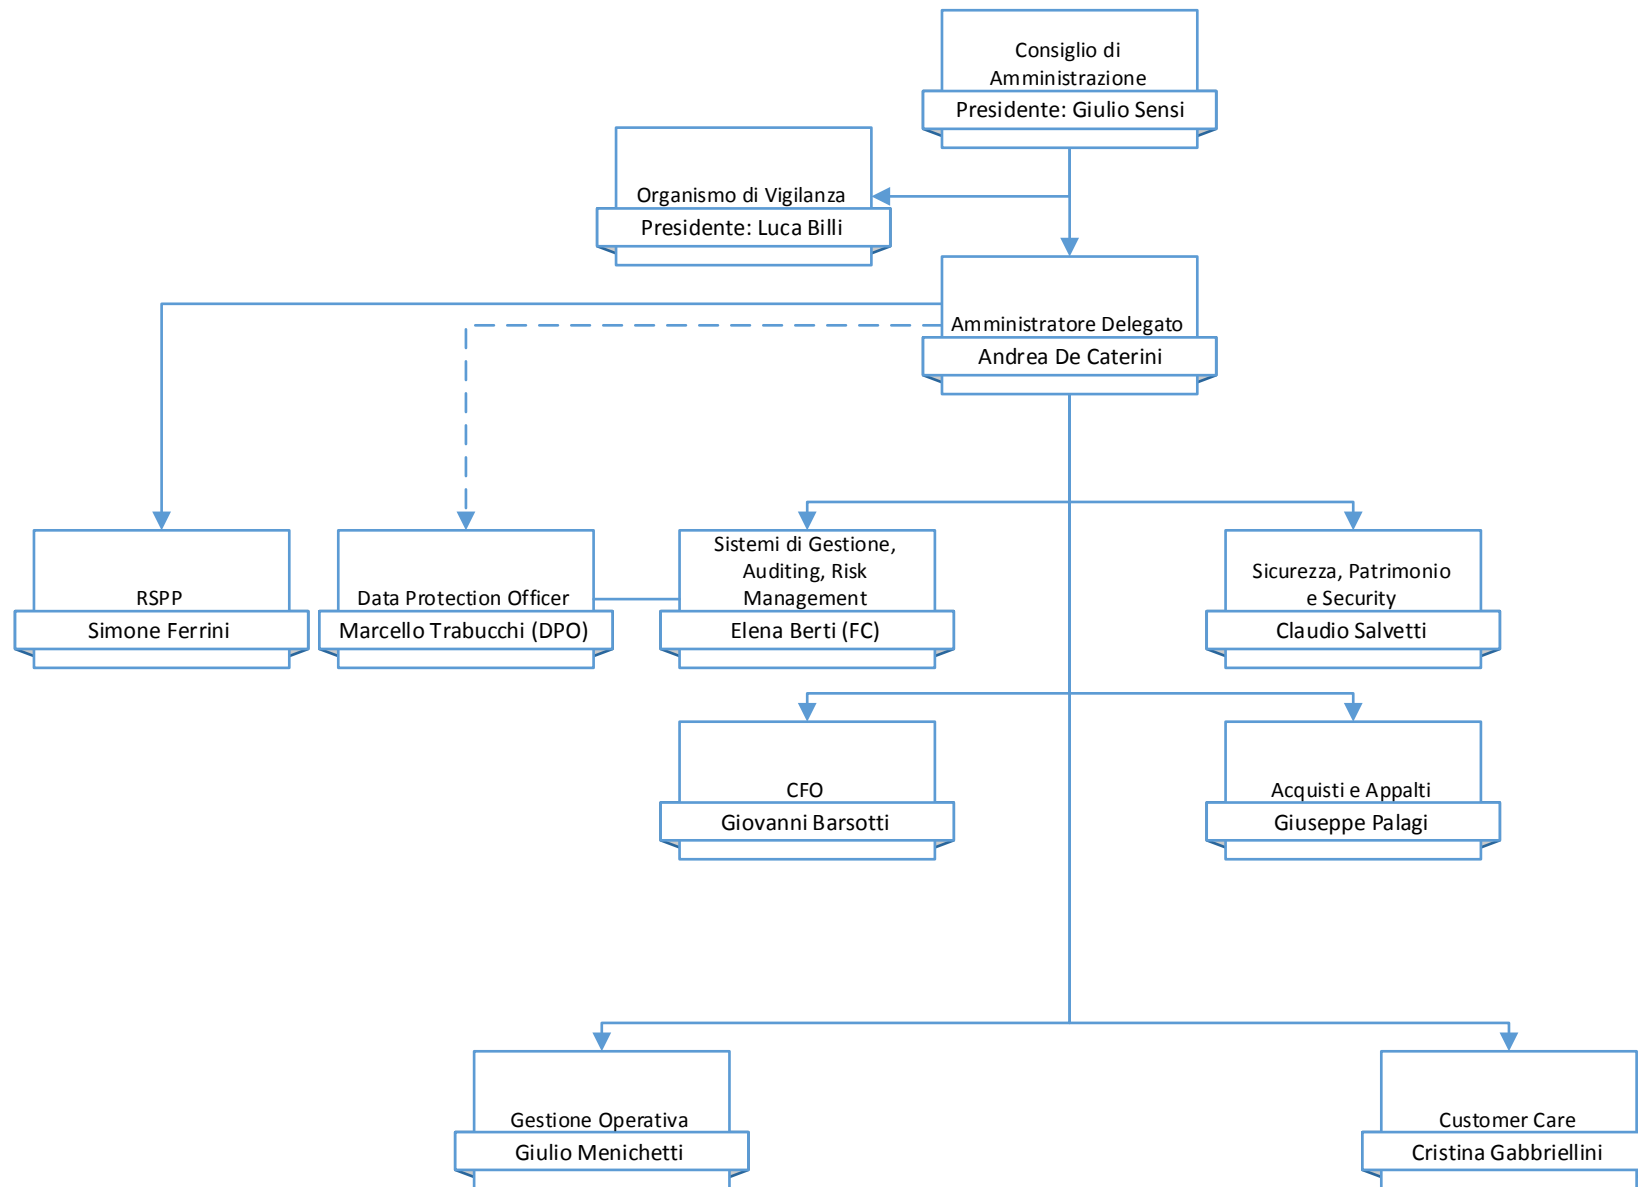 Consiglio di
Amministrazione
Presidente: Giulio Sensi
Organismo di Vigilanza
Presidente: Luca Billi
Amministratore Delegato
Andrea De Caterini
RSPP
Simone Ferrini
Data Protection Officer
Marcello Trabucchi (DPO)
Sistemi di Gestione,
Auditing, Risk
Management
Elena Berti (FC)
Sicurezza, Patrimonio
e Security
Claudio Salvetti
CFO
Giovanni Barsotti
Acquisti e Appalti
Giuseppe Palagi
Gestione Operativa
Giulio Menichetti
Customer Care
Cristina Gabbriellini